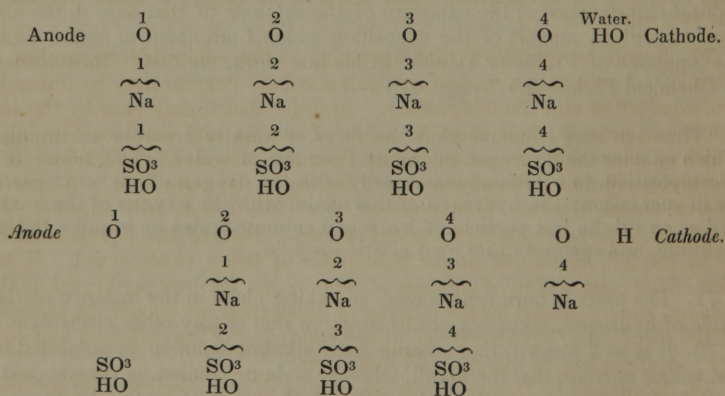 1 2 3 4 Water.
Anode O O O O HO Cathode.
1 2 3 4
Na Na Na Na
1 2 3 4
SO³ SO³ SO³ SO³
HO HO HO HO
1 2 3 4
Anode O O O O O H Cathode.
1 2 3 4
Na Na Na Na
2 3 4
SO³ SO³ SO³ SO³
HO HO HO HO